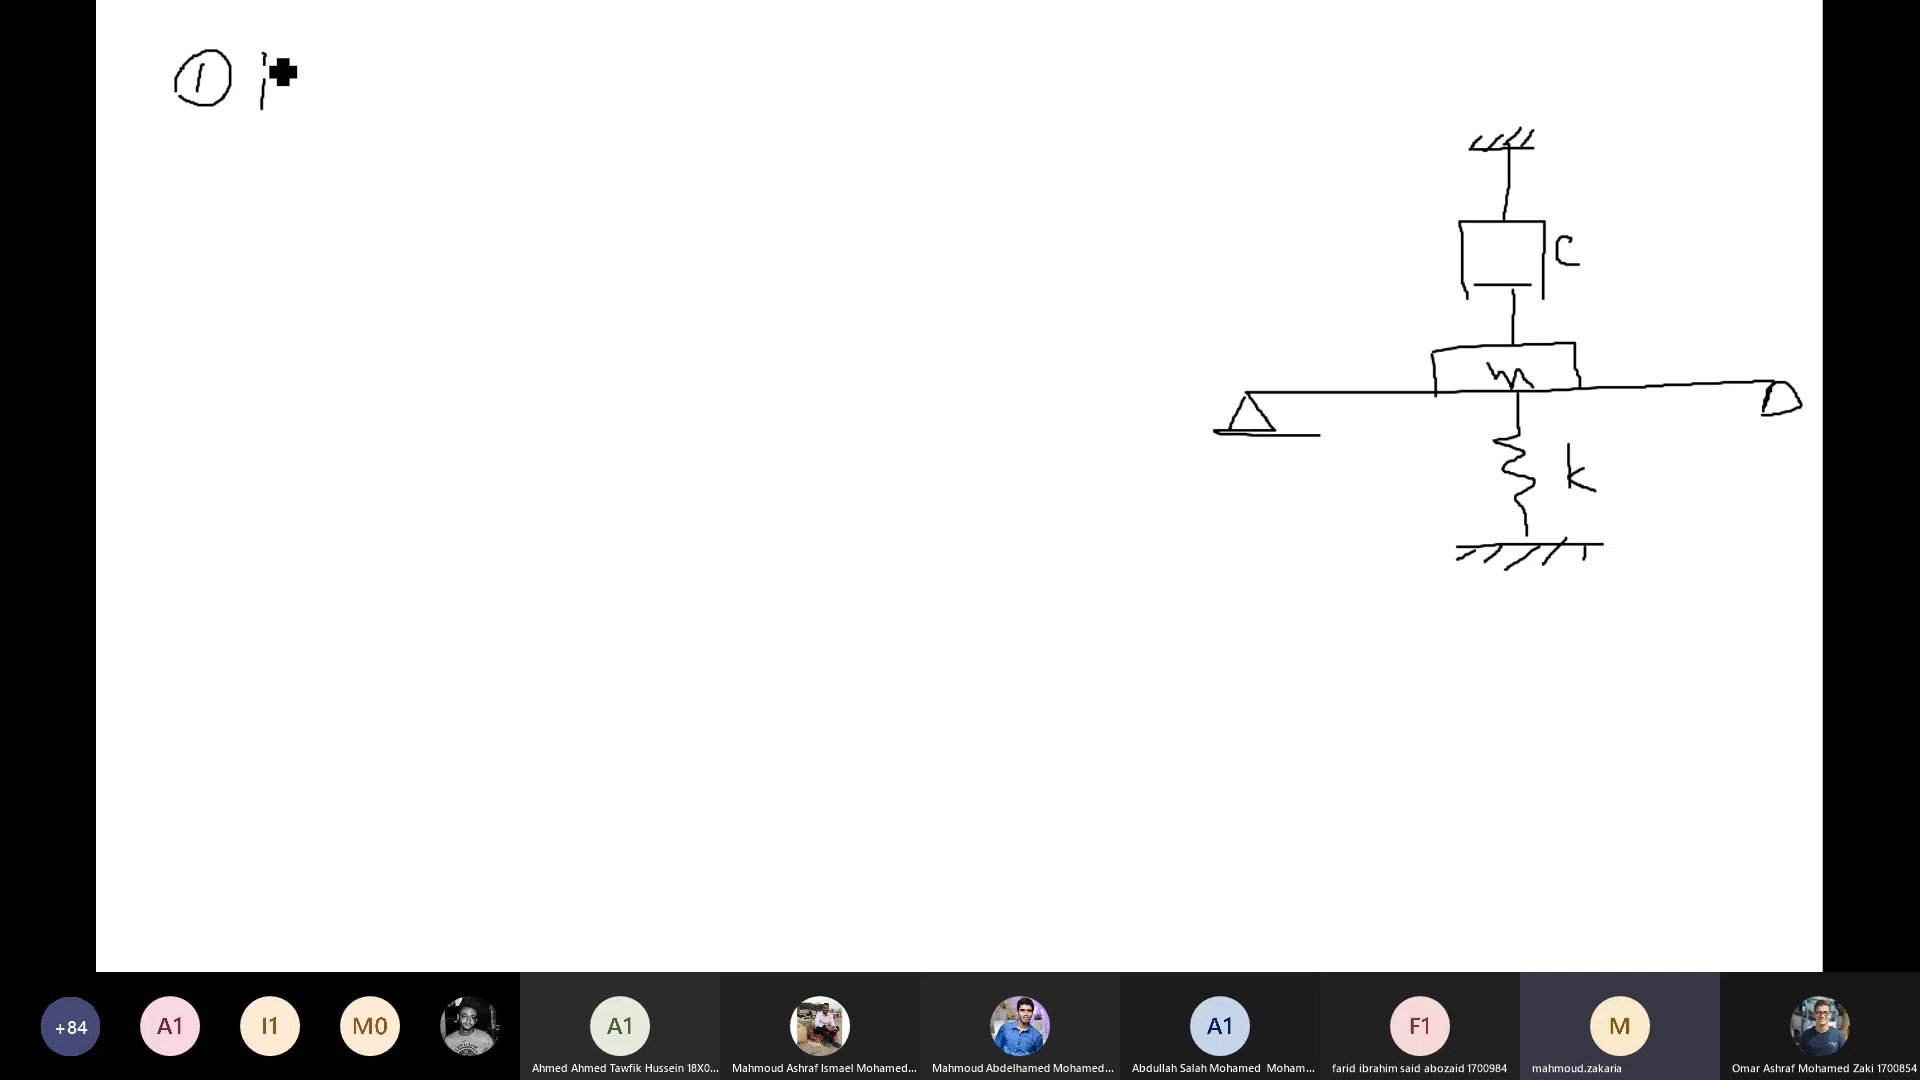 1
C
m
k
+84
A1
I1
M0
A1
A1
F1
M
Ahmed Ahmed Tawfik Hussein 18X0...
Mahmoud Ashraf Ismael Mohamed...
Mahmoud Abdelhamed Mohamed...
Abdullah Salah Mohamed Moham...
farid ibrahim said abozaid 1700984
mahmoud.zakaria
Omar Ashraf Mohamed Zaki 1700854